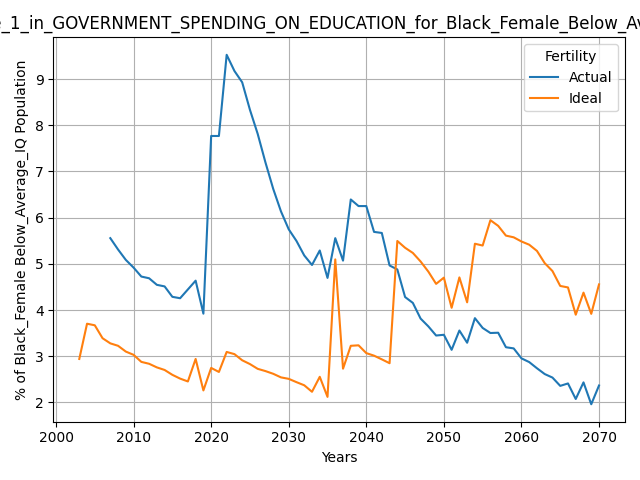 _1_in_GOVERNMENT_SPENDING_ON_EDUCATION_for_Black_Female_Below_A
Fertility
Actual
Ideal
% of Black_Female Below_Average_IQ Population
9
8
7
6
5
4
3
2
2000 2010 2020 2030 2040 2050 2060 2070
Years